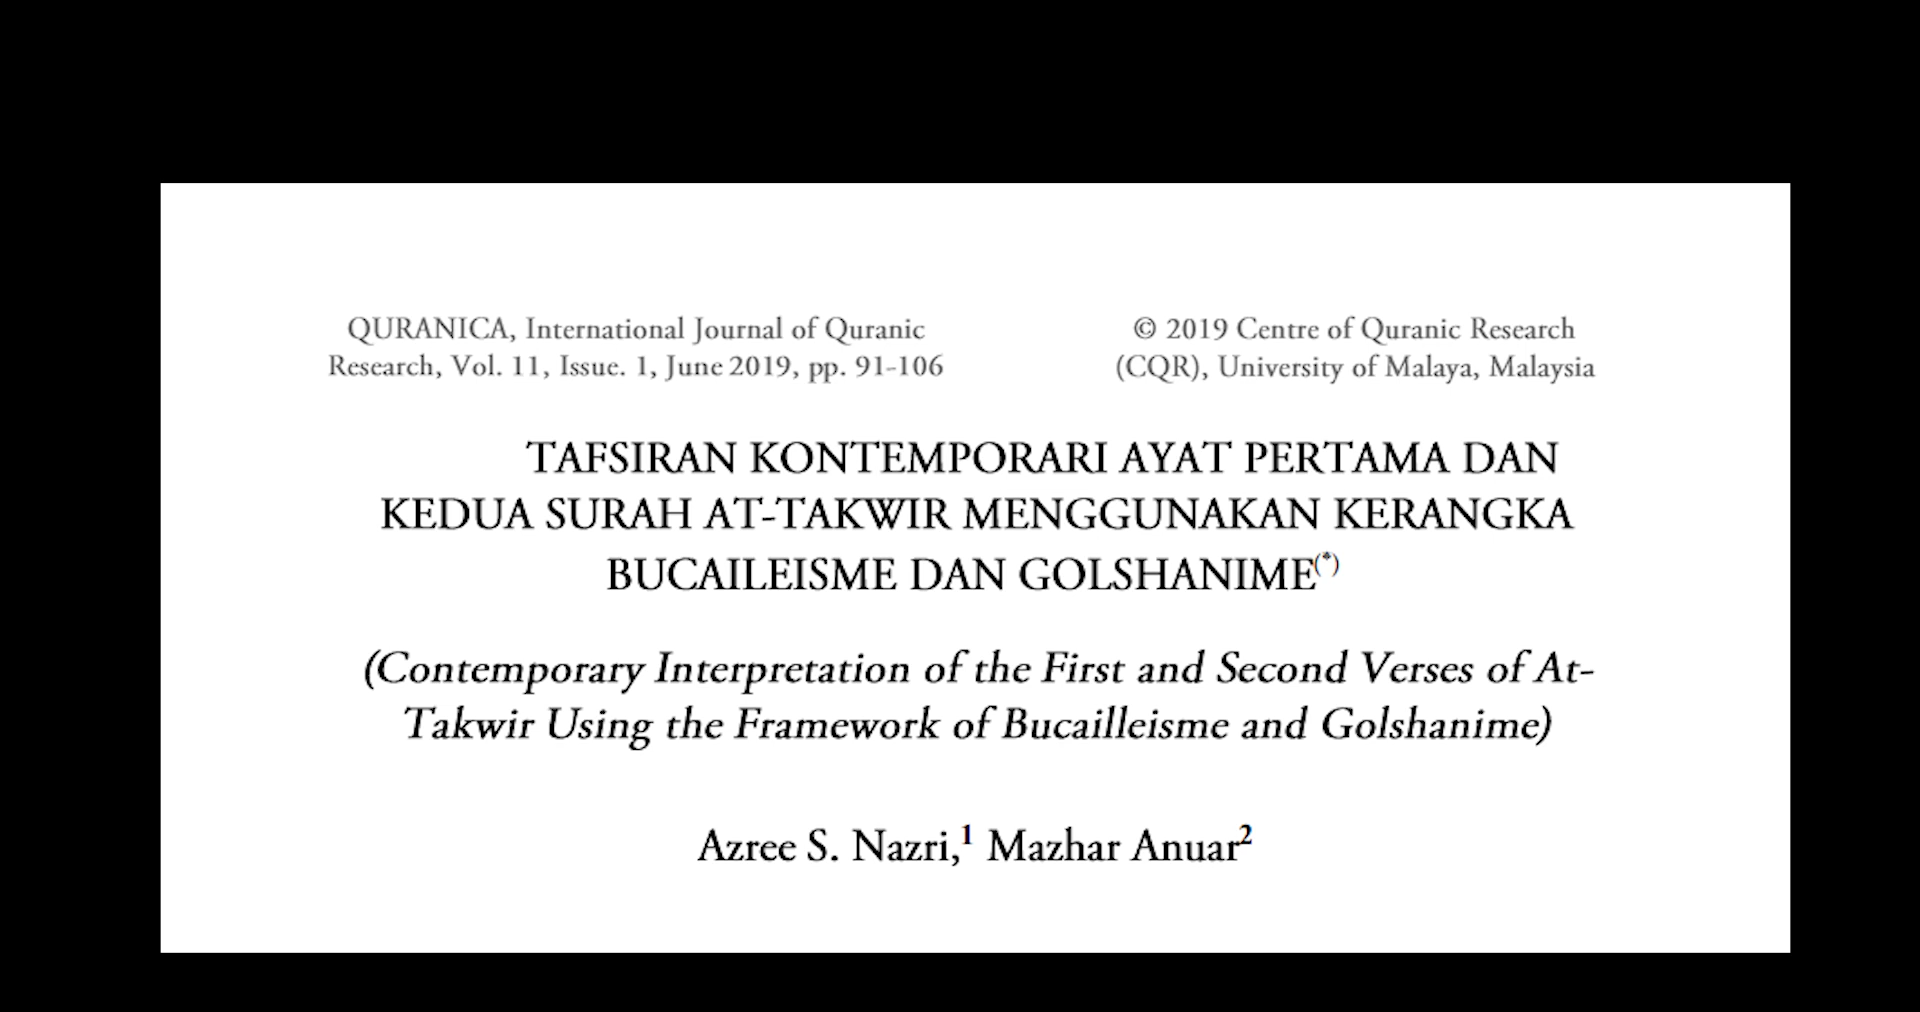 QURANICA, International Journal of Quranic
Research, Vol. 11, Issue. 1, June 2019, pp. 91-106
© 2019 Centre of Quranic Research
(CQR), University of Malaya, Malaysia
TAFSIRAN KONTEMPORARI AYAT PERTAMA DAN
KEDUA SURAH AT-TAKWIR MENGGUNAKAN KERANGKA
BUCAILEISME DAN GOLSHANIME(*)
(Contemporary Interpretation of the First and Second Verses of At-
Takwir Using the Framework of Bucailleisme and Golshanime)
Azree S. Nazri,1 Mazhar Anuar2